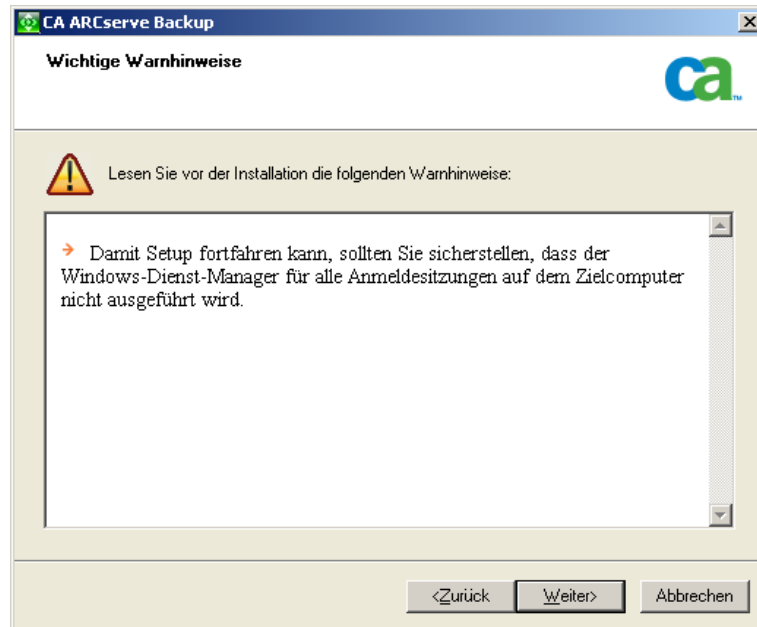 CA ARCserve Backup
Wichtige Warnhinweise
ca
TM
Lesen Sie vor der Installation die folgenden Warnhinweise:
Damit Setup fortfahren kann, sollten Sie sicherstellen, dass der
Windows-Dienst-Manager für alle Anmeldesitzungen auf dem Zielcomputer
nicht ausgeführt wird.
<Zurück
Weiter>
Abbrechen